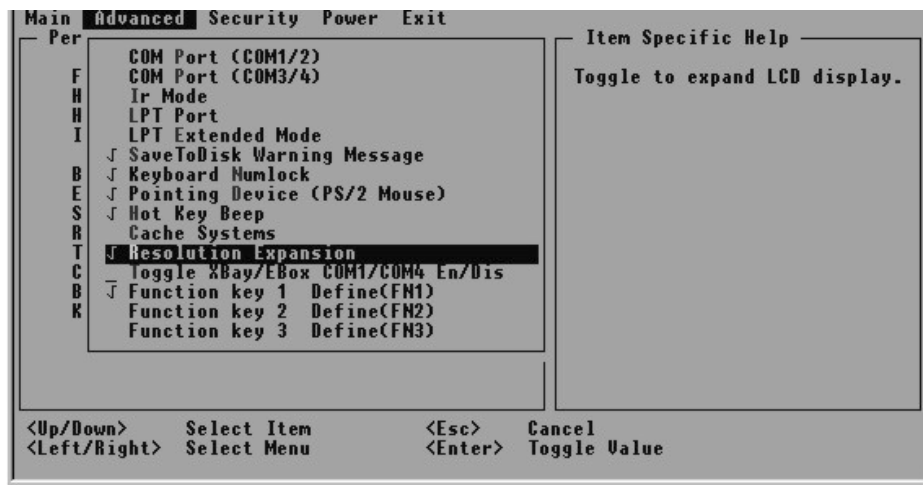 Main Advanced Security Power Exit
Per
Item Specific Help
COM Port (COM1/2)
F COM Port (COM3/4)
Toggle to expand LCD display.
H Ir Mode
H LPT Port
I LPT Extended Mode
√ SaveToDisk Warning Message
B √ Keyboard Numlock
E √ Pointing Device (PS/2 Mouse)
S √ Hot Key Beep
R Cache Systems
T √ Resolution Expansion
C Toggle XBay/EBox COM1/COM4 En/Dis
B √ Function key 1 Define(FN1)
K Function key 2 Define(FN2)
Function key 3 Define(FN3)
<Up/Down> Select Item <Esc> Cancel
<Left/Right> Select Menu <Enter> Toggle Value